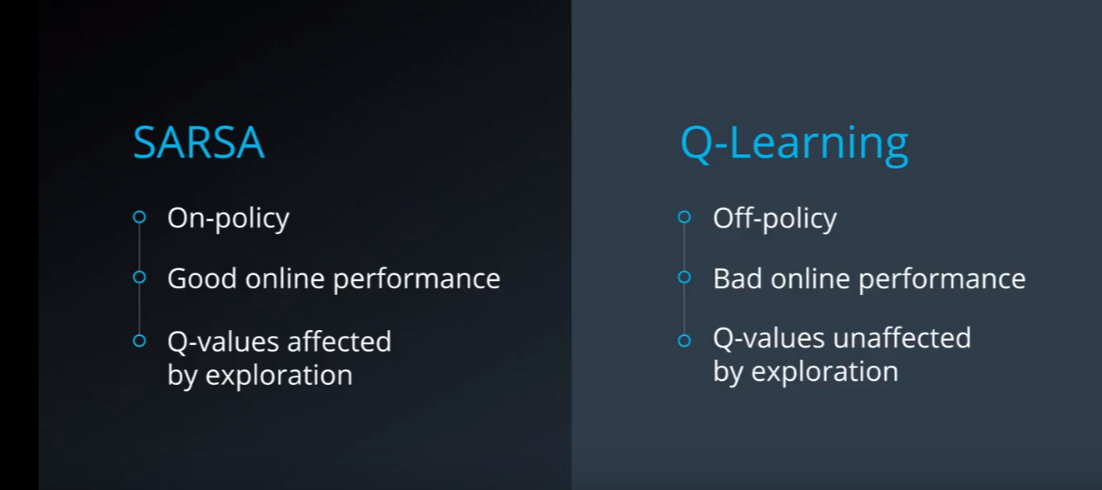 SARSA
On-policy
Good online performance
Q-values affected
by exploration
Q-Learning
Off-policy
Bad online performance
Q-values unaffected
by exploration